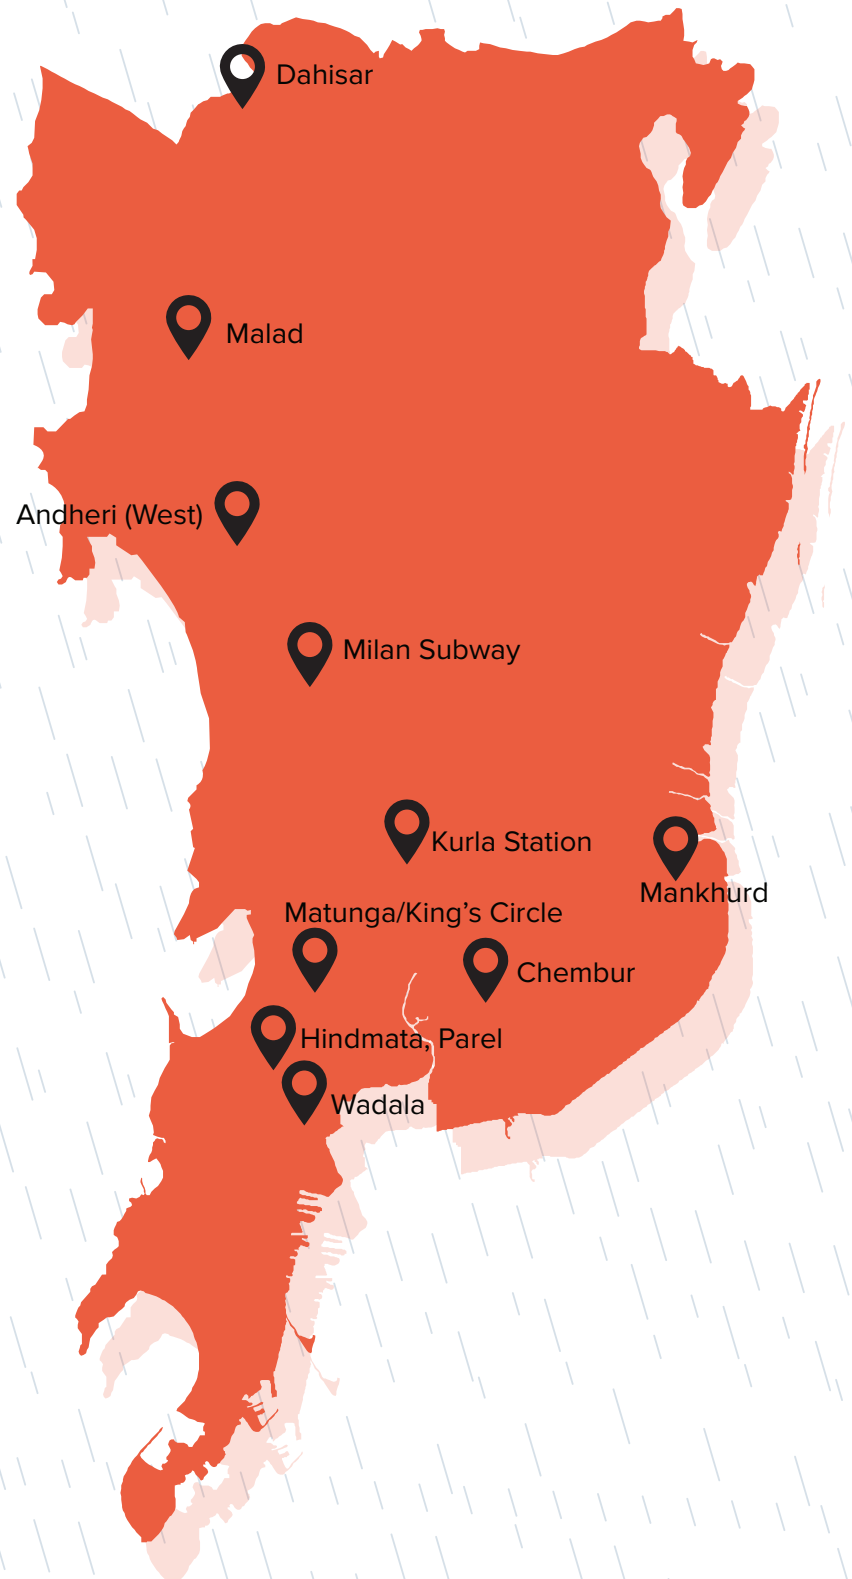 Dahisar
Malad
Andheri (West)
Milan Subway
Kurla Station
Mankhurd
Matunga/King’s Circle
Chembur
Hindmata, Parel
Wadala